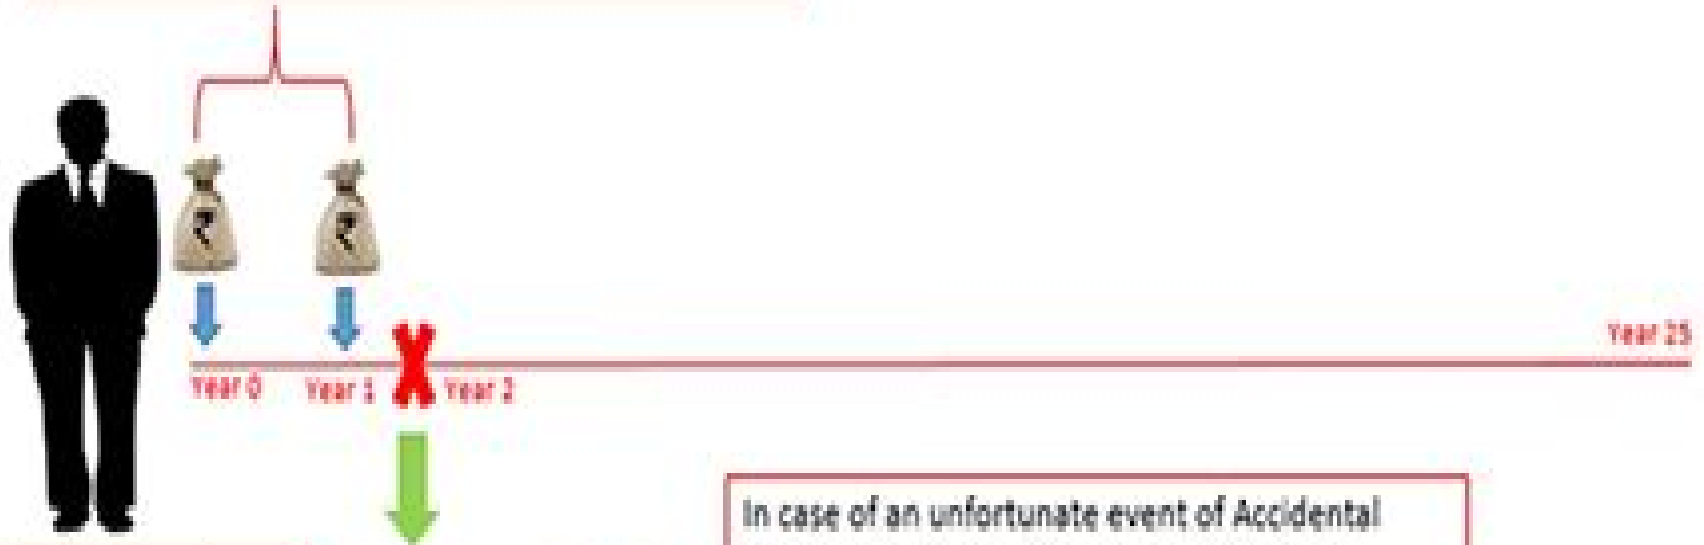 ₹ ₹
Year 25
Year 0 Year 1 Year 2
In case of an unfortunate event of Accidental